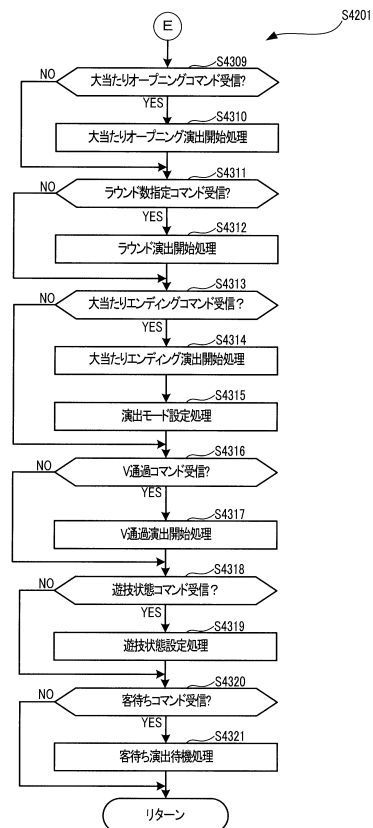 S4201
E
S4309
NO
大当たりオープニングコマンド受信?
YES
S4310
大当たりオープニング演出開始処理
S4311
NO
ラウンド数指定コマンド受信?
YES
S4312
ラウンド演出開始処理
S4313
NO
大当たりエンディングコマンド受信？
YES
S4314
大当たりエンディング演出開始処理
S4315
演出モード設定処理
S4316
NO
V通過コマンド受信?
YES
S4317
V通過演出開始処理
S4318
NO
遊技状態コマンド受信？
YES
S4319
遊技状態設定処理
S4320
NO
客待ちコマンド受信?
YES
S4321
客待ち演出待機処理
リターン